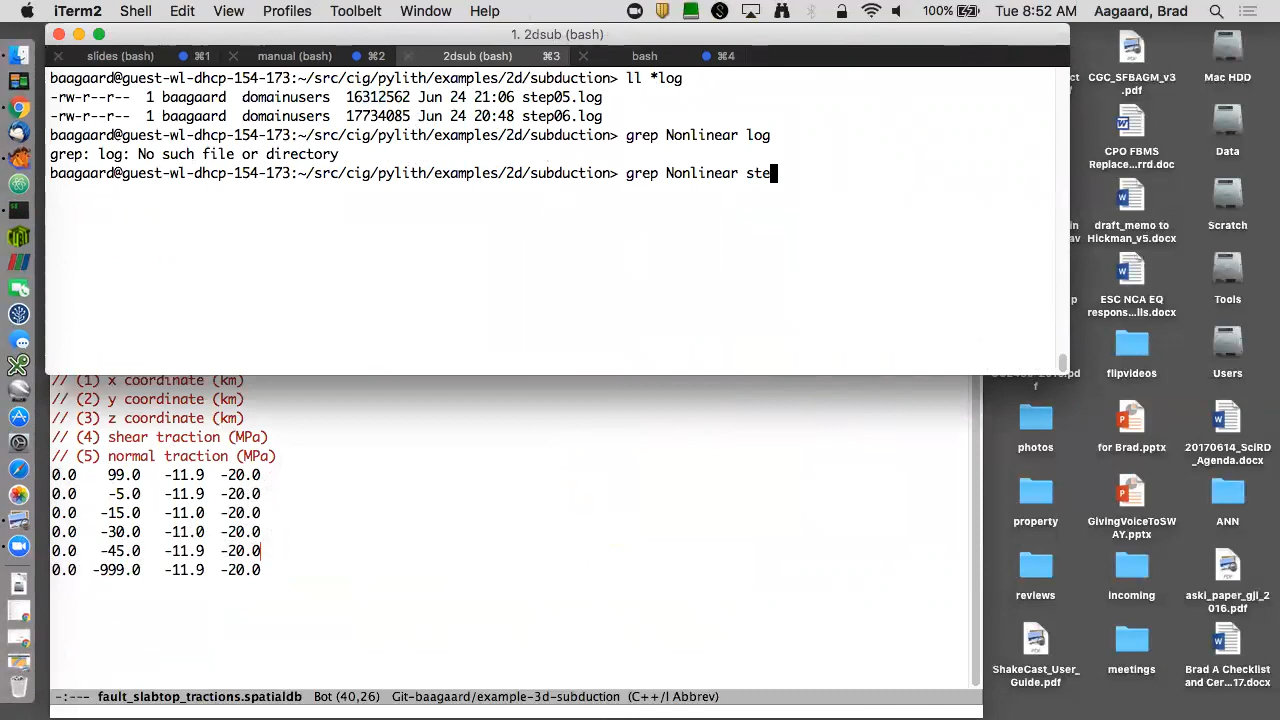 iTerm2 Shell Edit View Profiles Toolbelt Window Help 100% Tue 8:52 AM Aagaard, Brad
1. 2dsub (bash)
slides (bash) ⌘1 manual (bash) ⌘2 2dsub (bash) ⌘3 bash ⌘4
baagaard@guest-wl-dhcp-154-173:~/src/cig/pylith/examples/2d/subduction> ll *log
-rw-r--r-- 1 baagaard domainusers 16312562 Jun 24 21:06 step05.log
-rw-r--r-- 1 baagaard domainusers 17734085 Jun 24 20:48 step06.log
baagaard@guest-wl-dhcp-154-173:~/src/cig/pylith/examples/2d/subduction> grep Nonlinear log
grep: log: No such file or directory
baagaard@guest-wl-dhcp-154-173:~/src/cig/pylith/examples/2d/subduction> grep Nonlinear ste
// (1) x coordinate (km)
// (2) y coordinate (km)
// (3) z coordinate (km)
// (4) shear traction (MPa)
// (5) normal traction (MPa)
0.0 99.0 -11.9 -20.0
0.0 -5.0 -11.9 -20.0
0.0 -15.0 -11.0 -20.0
0.0 -30.0 -11.0 -20.0
0.0 -45.0 -11.9 -20.0
0.0 -999.0 -11.9 -20.0
-:--- fault_slabtop_tractions.spatialdb Bot (40,26) Git-baagaard/example-3d-subduction (C++/l Abbrev)
CGC_SFBAGM_v3
.pdf
Mac HDD
CPO FBMS
Replace...rrd.doc
Data
draft_memo to
Hickman_v5.docx
Scratch
ESC NCA EQ
respons...lls.docx
Tools
f
flipvideos
Users
photos
for Brad.pptx
20170614_SciRD
_Agenda.docx
property
GivingVoiceToSW
AY.pptx
ANN
reviews
incoming
aski_paper_gji_2
016.pdf
ShakeCast_User_
Guide.pdf
meetings
Brad A Checklist
and Cer...17.docx